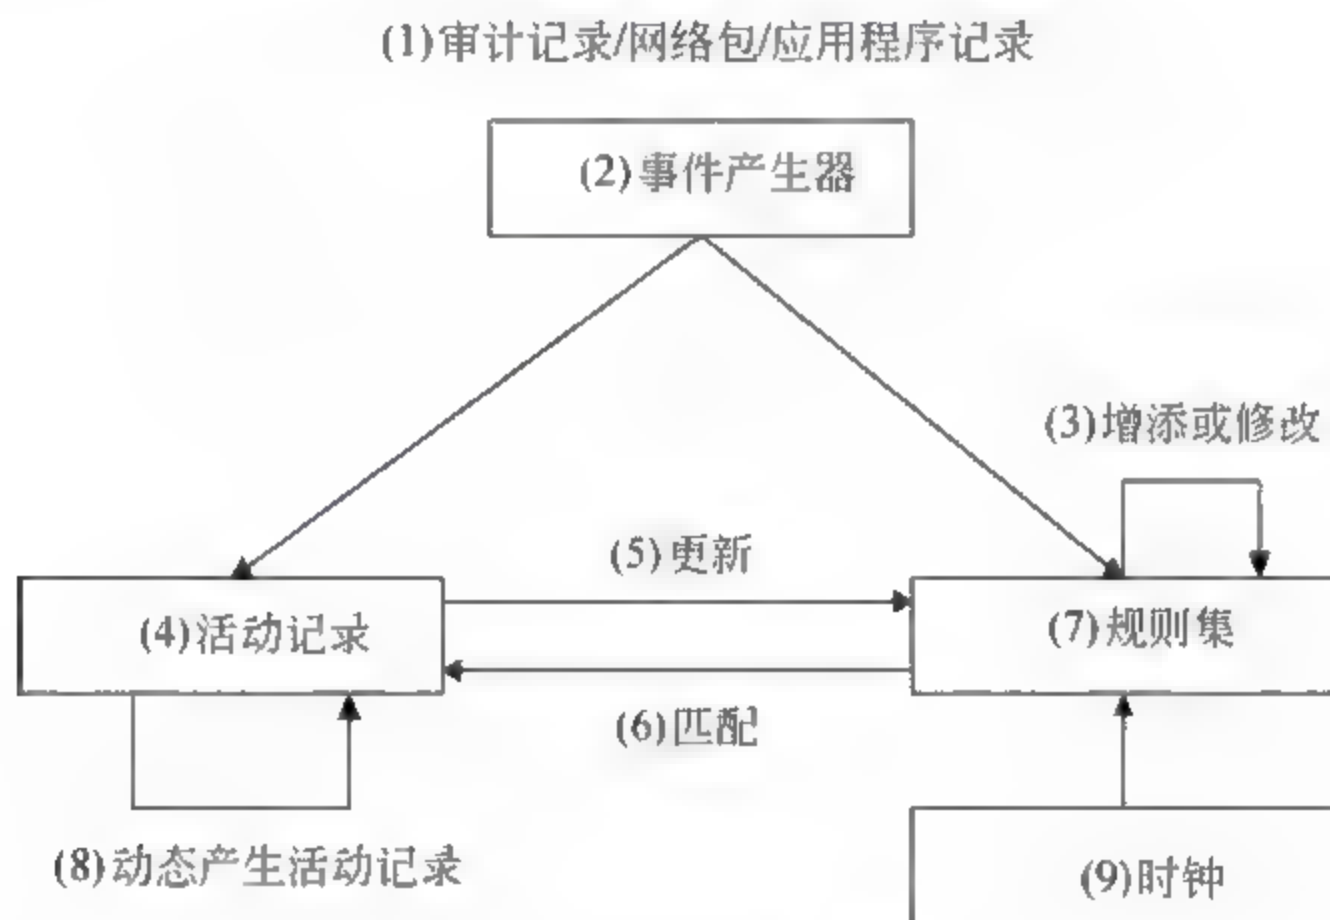 (1)审计记录/网络包/应用程序记录
(2)事件产生器
(3)增添或修改
(5)更新
(4)活动记录
(7)规则集
(6)匹配
(8)动态产生活动记录
(9)时钟